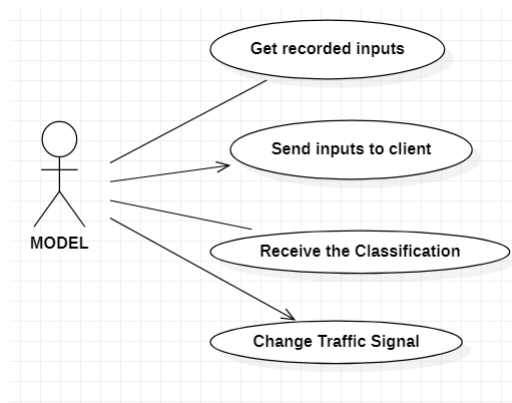 Get recorded inputs
Send inputs to client
MODEL
Receive the Classification
Change Traffic Signal